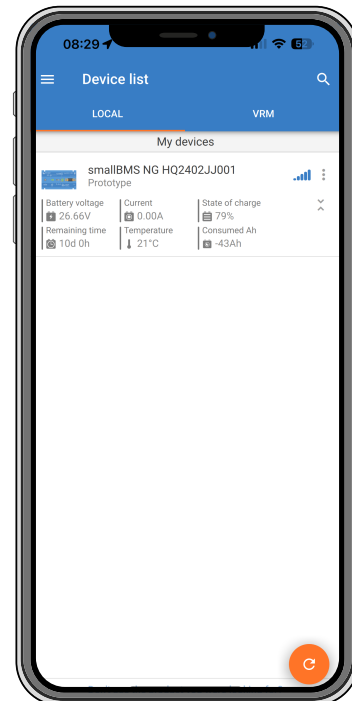 08:29
52
Device list
LOCAL VRM
My devices
smallBMS NG HQ2402JJ001
Prototype
Battery voltage Current State of charge
26.66V 0.00A 79%
Remaining time Temperature Consumed Ah
10d 0h 21°C -43Ah